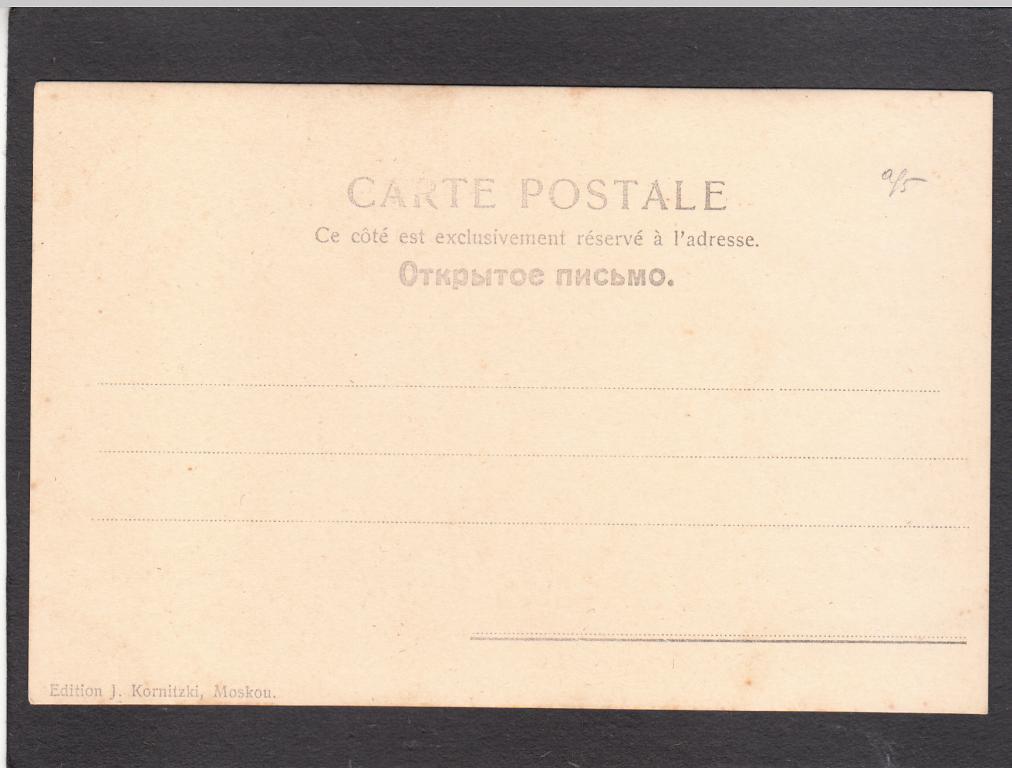 CARTE POSTALE
Ce côté est exclusivement réservé à l'adresse.
Открытое письмо.
Edition J. Kornitzki, Moskou.